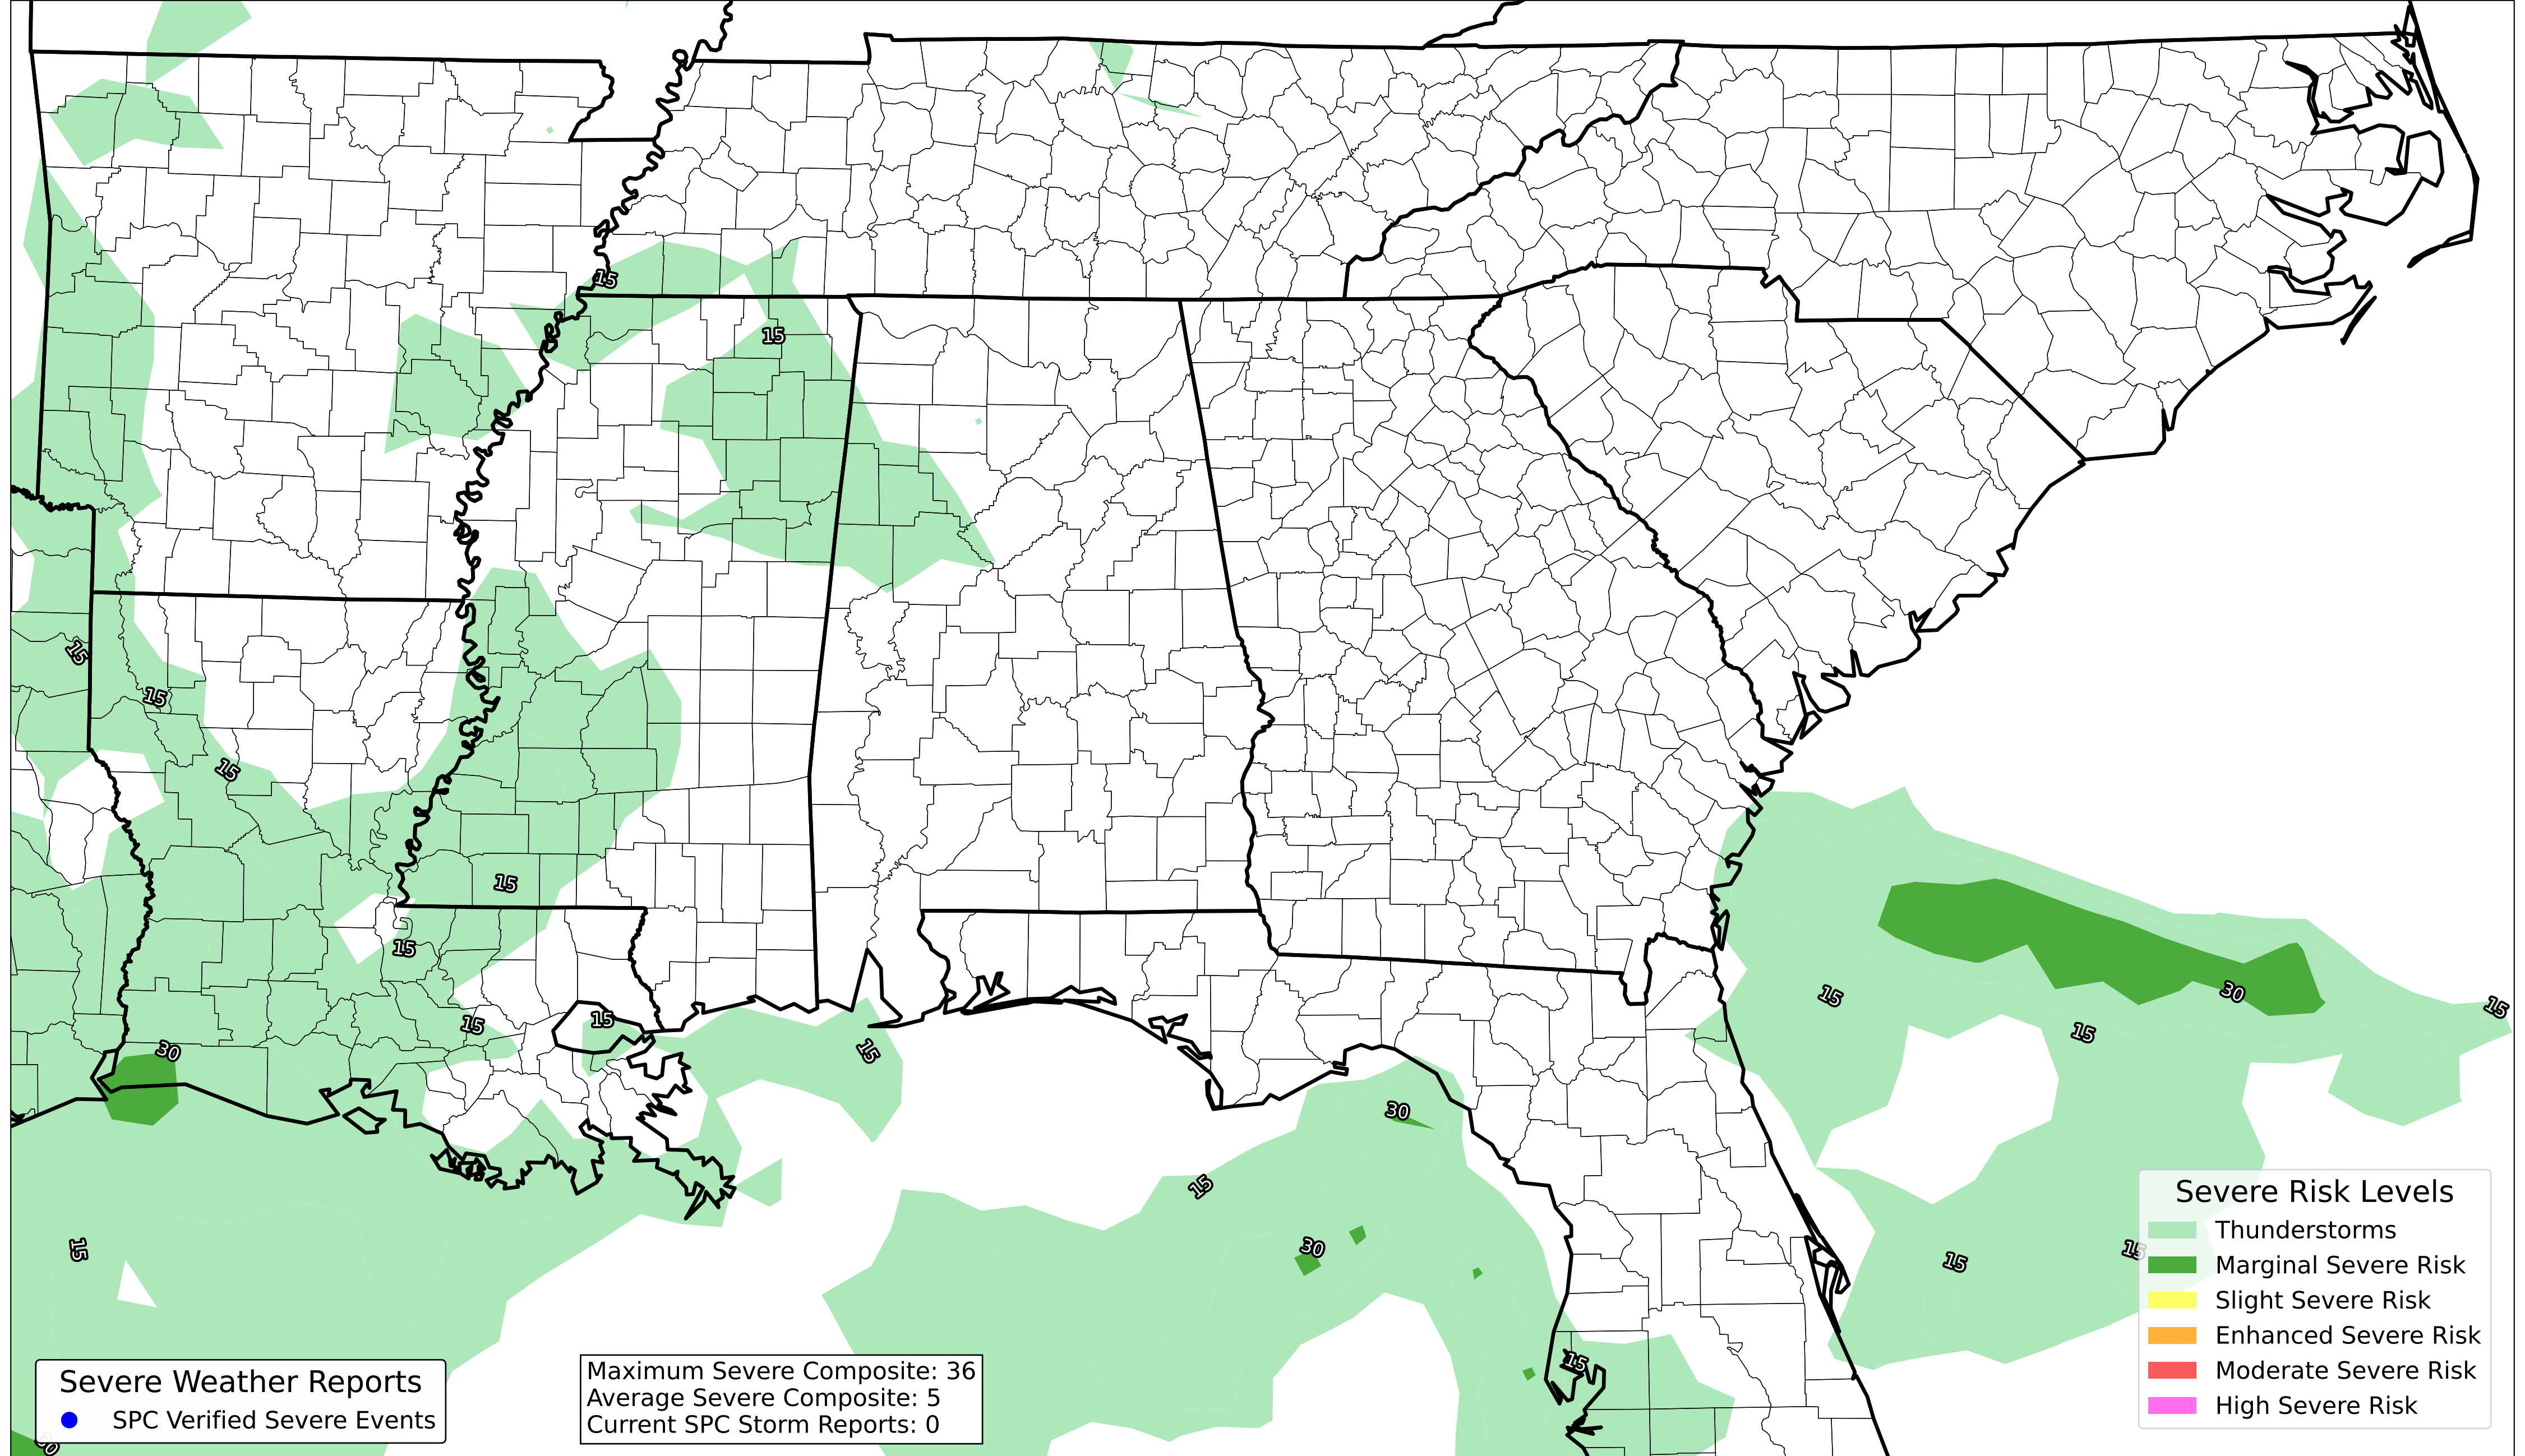 15
15
15
15
15
15
15
15
15
30
15
15
30
15
15
30
15
15
30
15
15
15
15
Severe Risk Levels
Thunderstorms
Marginal Severe Risk
Slight Severe Risk
Enhanced Severe Risk
Moderate Severe Risk
High Severe Risk
Severe Weather Reports
SPC Verified Severe Events
Maximum Severe Composite: 36
Average Severe Composite: 5
Current SPC Storm Reports: 0